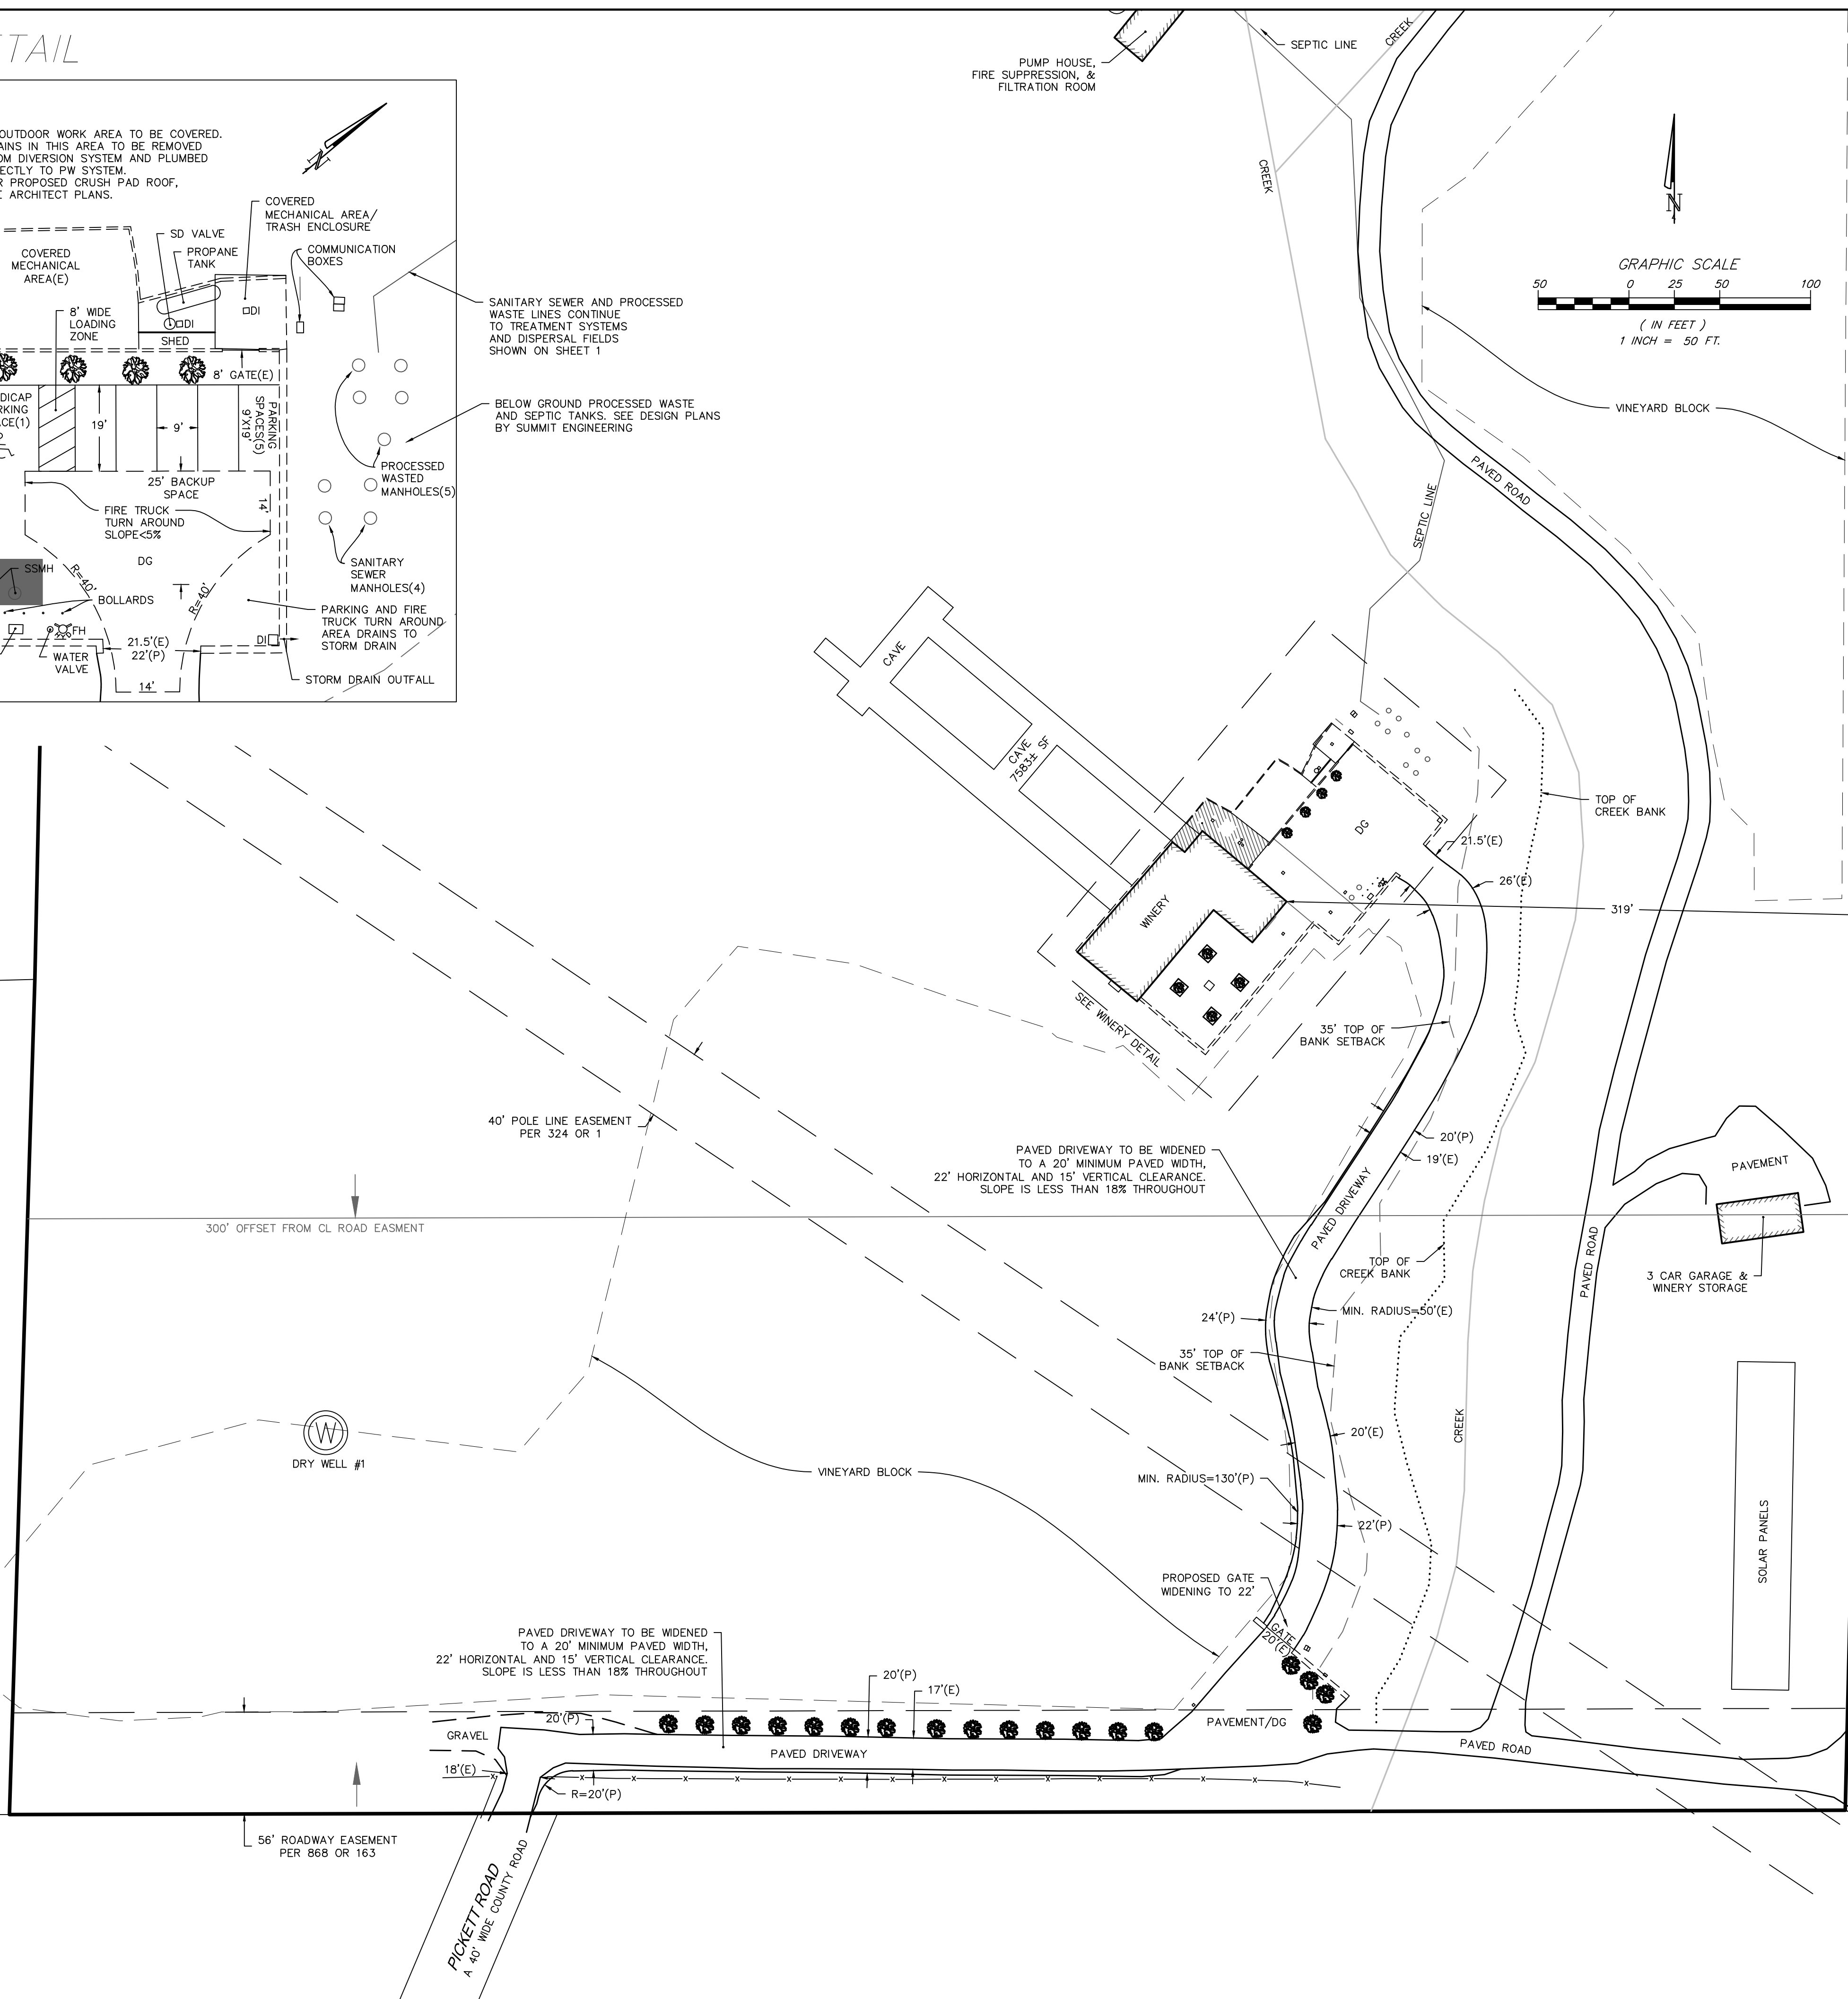 TAIL
OUTDOOR WORK AREA TO BE COVERED.
AINS IN THIS AREA TO BE REMOVED
OM DIVERSION SYSTEM AND PLUMBED
ECTLY TO PW SYSTEM.
R PROPOSED CRUSH PAD ROOF,
E ARCHITECT PLANS.
N
COVERED
MECHANICAL AREA/
TRASH ENCLOSURE
SD VALVE
PROPANE
TANK
COMMUNICATION
BOXES
COVERED
MECHANICAL
AREA(E)
8' WIDE
LOADING
ZONE
DI
DI
SHED
8' GATE(E)
SANITARY SEWER AND PROCESSED
WASTE LINES CONTINUE
TO TREATMENT SYSTEMS
AND DISPERSAL FIELDS
SHOWN ON SHEET 1
DICAP
RKING
CE(1)
19'
9'
PARKING
SPACES(5)
9'X19'
BELOW GROUND PROCESSED WASTE
AND SEPTIC TANKS. SEE DESIGN PLANS
BY SUMMIT ENGINEERING
25' BACKUP
SPACE
14'
PROCESSED
WASTED
MANHOLES(5)
FIRE TRUCK
TURN AROUND
SLOPE<5%
DG
SSMH
R=40'
R=40'
BOLLARDS
SANITARY
SEWER
MANHOLES(4)
PARKING AND FIRE
TRUCK TURN AROUND
AREA DRAINS TO
STORM DRAIN
FH
WATER
VALVE
21.5'(E)
22'(P)
14'
DI
STORM DRAIN OUTFALL
PUMP HOUSE,
FIRE SUPPRESSION, &
FILTRATION ROOM
SEPTIC LINE
CREEK
CREEK
N
GRAPHIC SCALE
50 0 25 50 100
( IN FEET )
1 INCH = 50 FT.
VINEYARD BLOCK
PAVED ROAD
SEPTIC LINE
CAVE
CAVE
7583± SF
WINERY
DG
TOP OF
CREEK BANK
21.5'(E)
26'(E)
319'
SEE WINERY DETAIL
35' TOP OF
BANK SETBACK
40' POLE LINE EASEMENT
PER 324 OR 1
PAVED DRIVEWAY TO BE WIDENED
TO A 20' MINIMUM PAVED WIDTH,
22' HORIZONTAL AND 15' VERTICAL CLEARANCE.
SLOPE IS LESS THAN 18% THROUGHOUT
20'(P)
19'(E)
PAVED DRIVEWAY
PAVEMENT
300' OFFSET FROM CL ROAD EASMENT
TOP OF
CREEK BANK
PAVED ROAD
3 CAR GARAGE &
WINERY STORAGE
24'(P)
MIN. RADIUS=50'(E)
35' TOP OF
BANK SETBACK
CREEK
20'(E)
W
DRY WELL #1
VINEYARD BLOCK
MIN. RADIUS=130'(P)
22'(P)
SOLAR PANELS
PROPOSED GATE
WIDENING TO 22'
GATE
20'(E)
PAVED DRIVEWAY TO BE WIDENED
TO A 20' MINIMUM PAVED WIDTH,
22' HORIZONTAL AND 15' VERTICAL CLEARANCE.
SLOPE IS LESS THAN 18% THROUGHOUT
20'(P)
17'(E)
20'(P)
GRAVEL
PAVEMENT/DG
PAVED DRIVEWAY
PAVED ROAD
18'(E)
R=20'(P)
56' ROADWAY EASEMENT
PER 868 OR 163
PICKETT ROAD
A 40' WIDE COUNTY ROAD